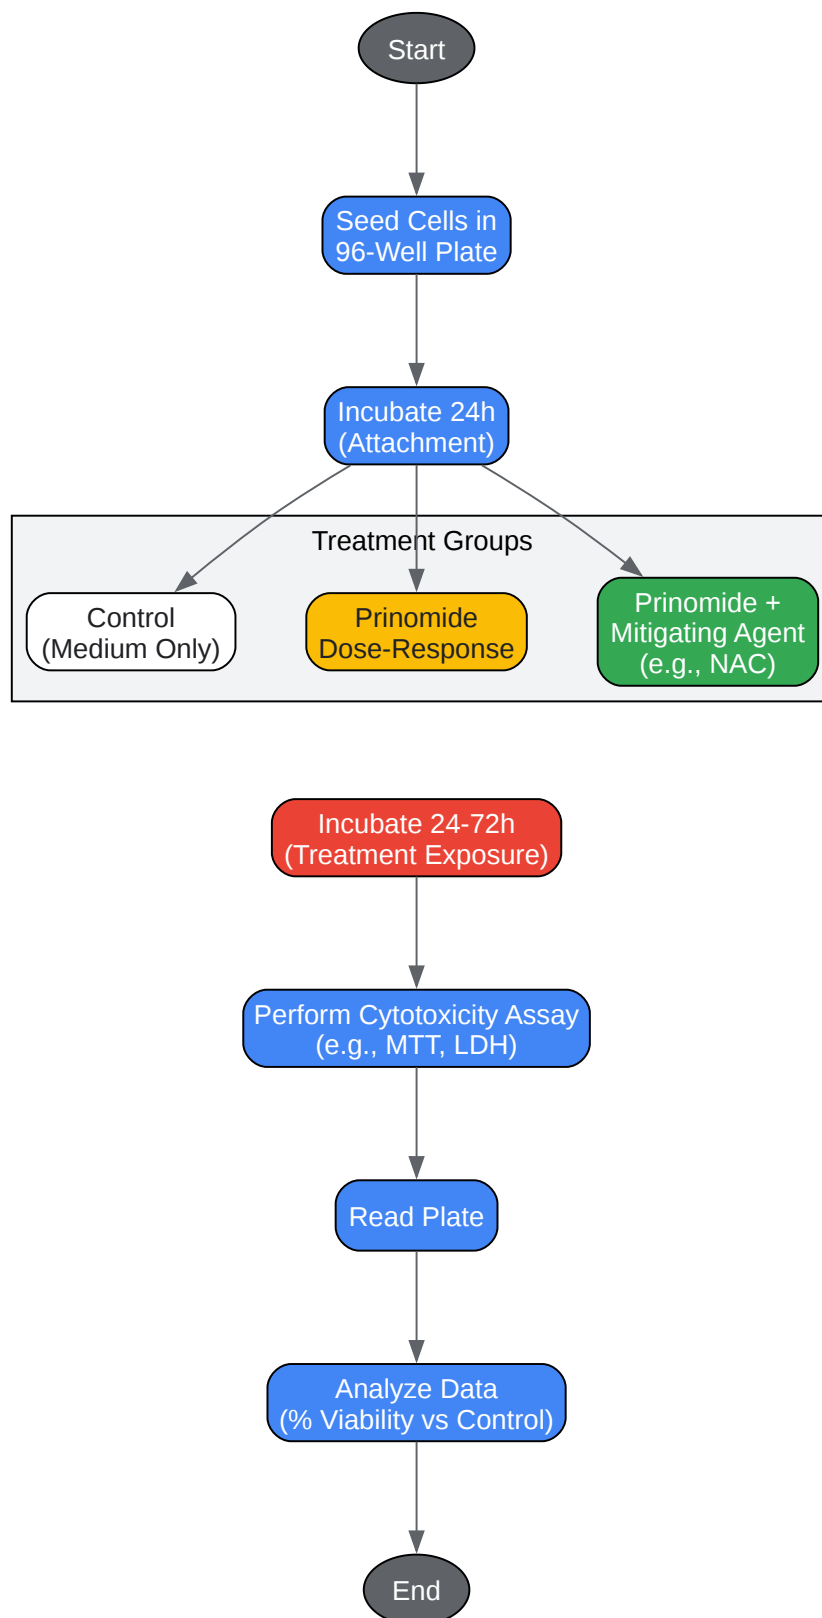 Start
Seed Cells in
96-Well Plate
Incubate 24h
(Attachment)
Treatment Groups
Control
(Medium Only)
Prinomide
Dose-Response
Prinomide +
Mitigating Agent
(e.g., NAC)
Incubate 24-72h
(Treatment Exposure)
Perform Cytotoxicity Assay
(e.g., MTT, LDH)
Read Plate
Analyze Data
(% Viability vs Control)
End